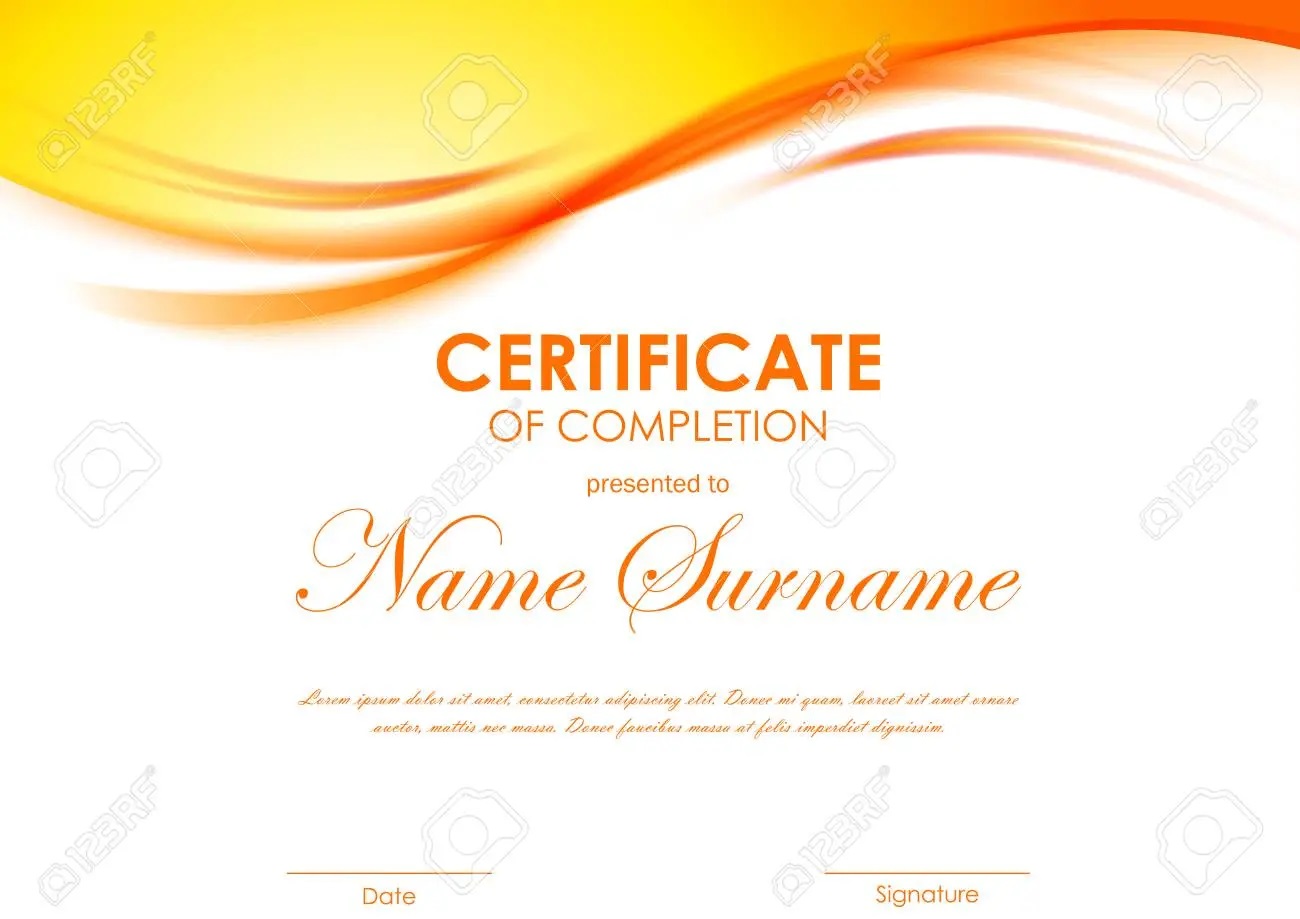 CERTIFICATE
OF COMPLETION
presented to
Name Surname
Lorem ipsum dolor sit amet, consectetur adipiscing elit. Donec mi quam, laoreet sit amet ornare
auctor, mattis nec massa. Donec faucibus massa at felis imperdiet dignissim.
Date
Signature
123RF
123RF
123RF
123RF
123RF
123RF